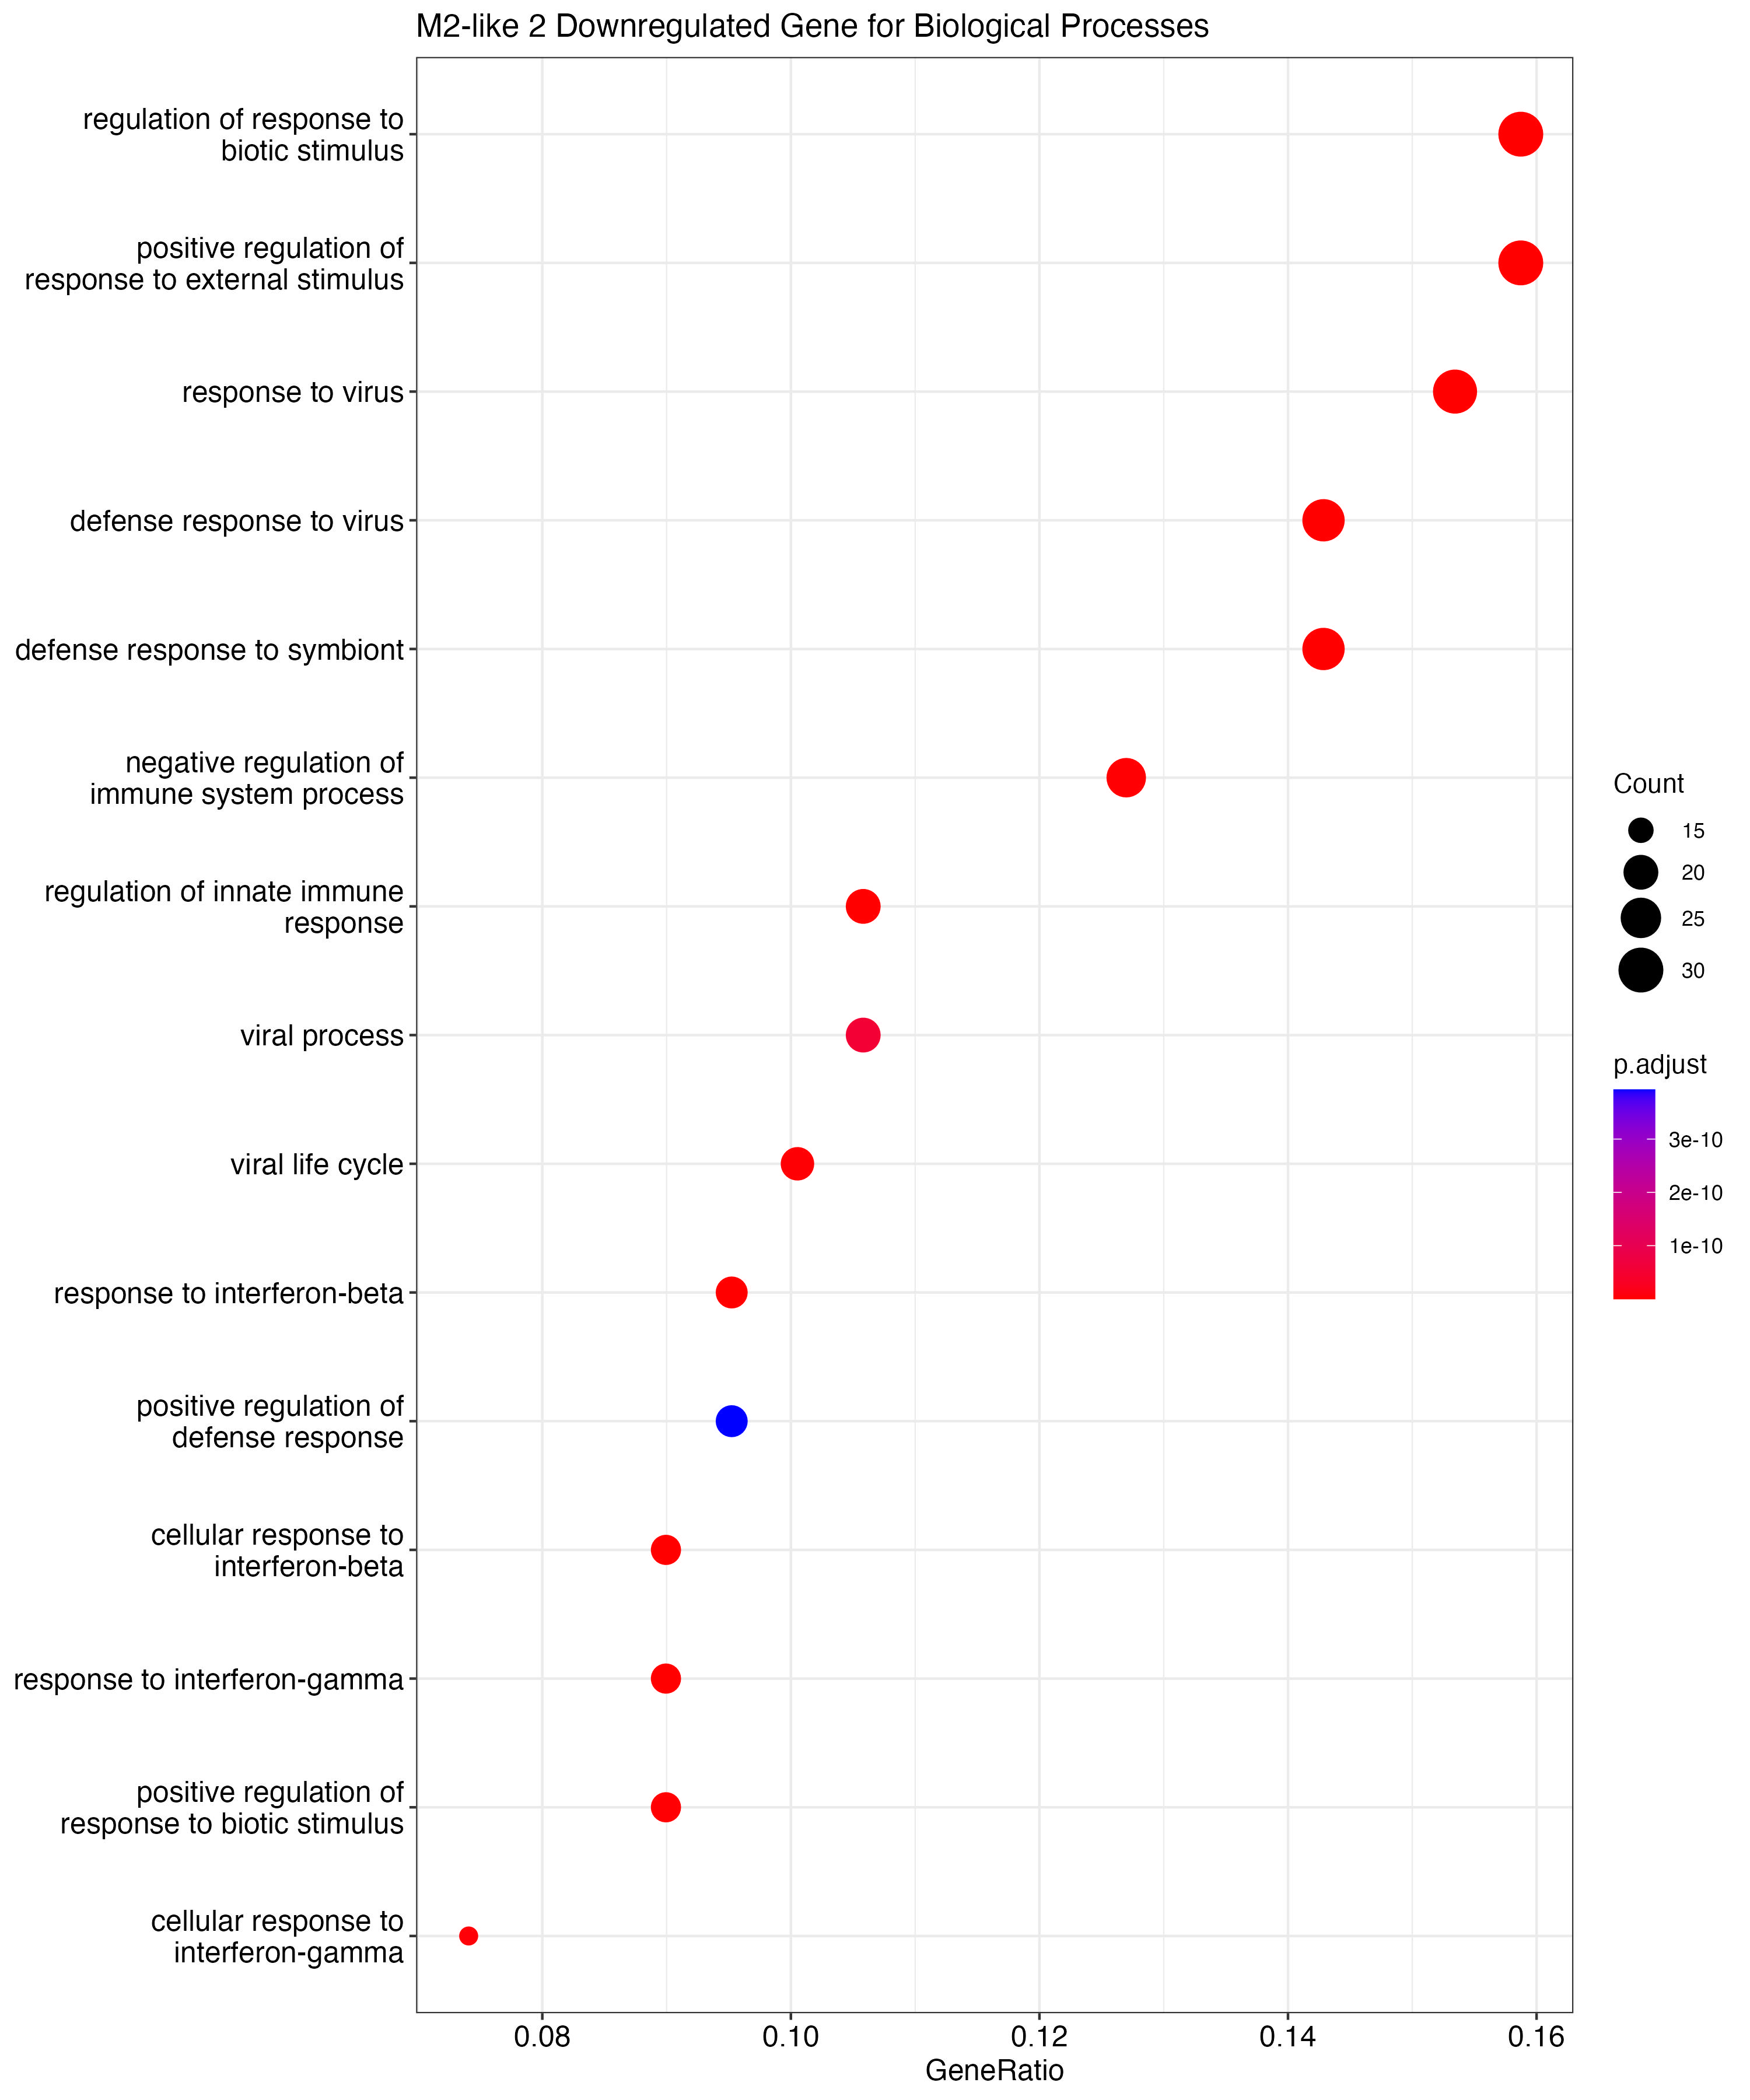 M2-like 2 Downregulated Gene for Biological Processes
regulation of response to
biotic stimulus
positive regulation of
response to external stimulus
response to virus
defense response to virus
defense response to symbiont
negative regulation of
immune system process
regulation of innate immune
response
viral process
viral life cycle
response to interferon-beta
positive regulation of
defense response
cellular response to
interferon-beta
response to interferon-gamma
positive regulation of
response to biotic stimulus
cellular response to
interferon-gamma
0.08 0.10 0.12 0.14 0.16
GeneRatio
Count
15
20
25
30
p.adjust
3e-10
2e-10
1e-10